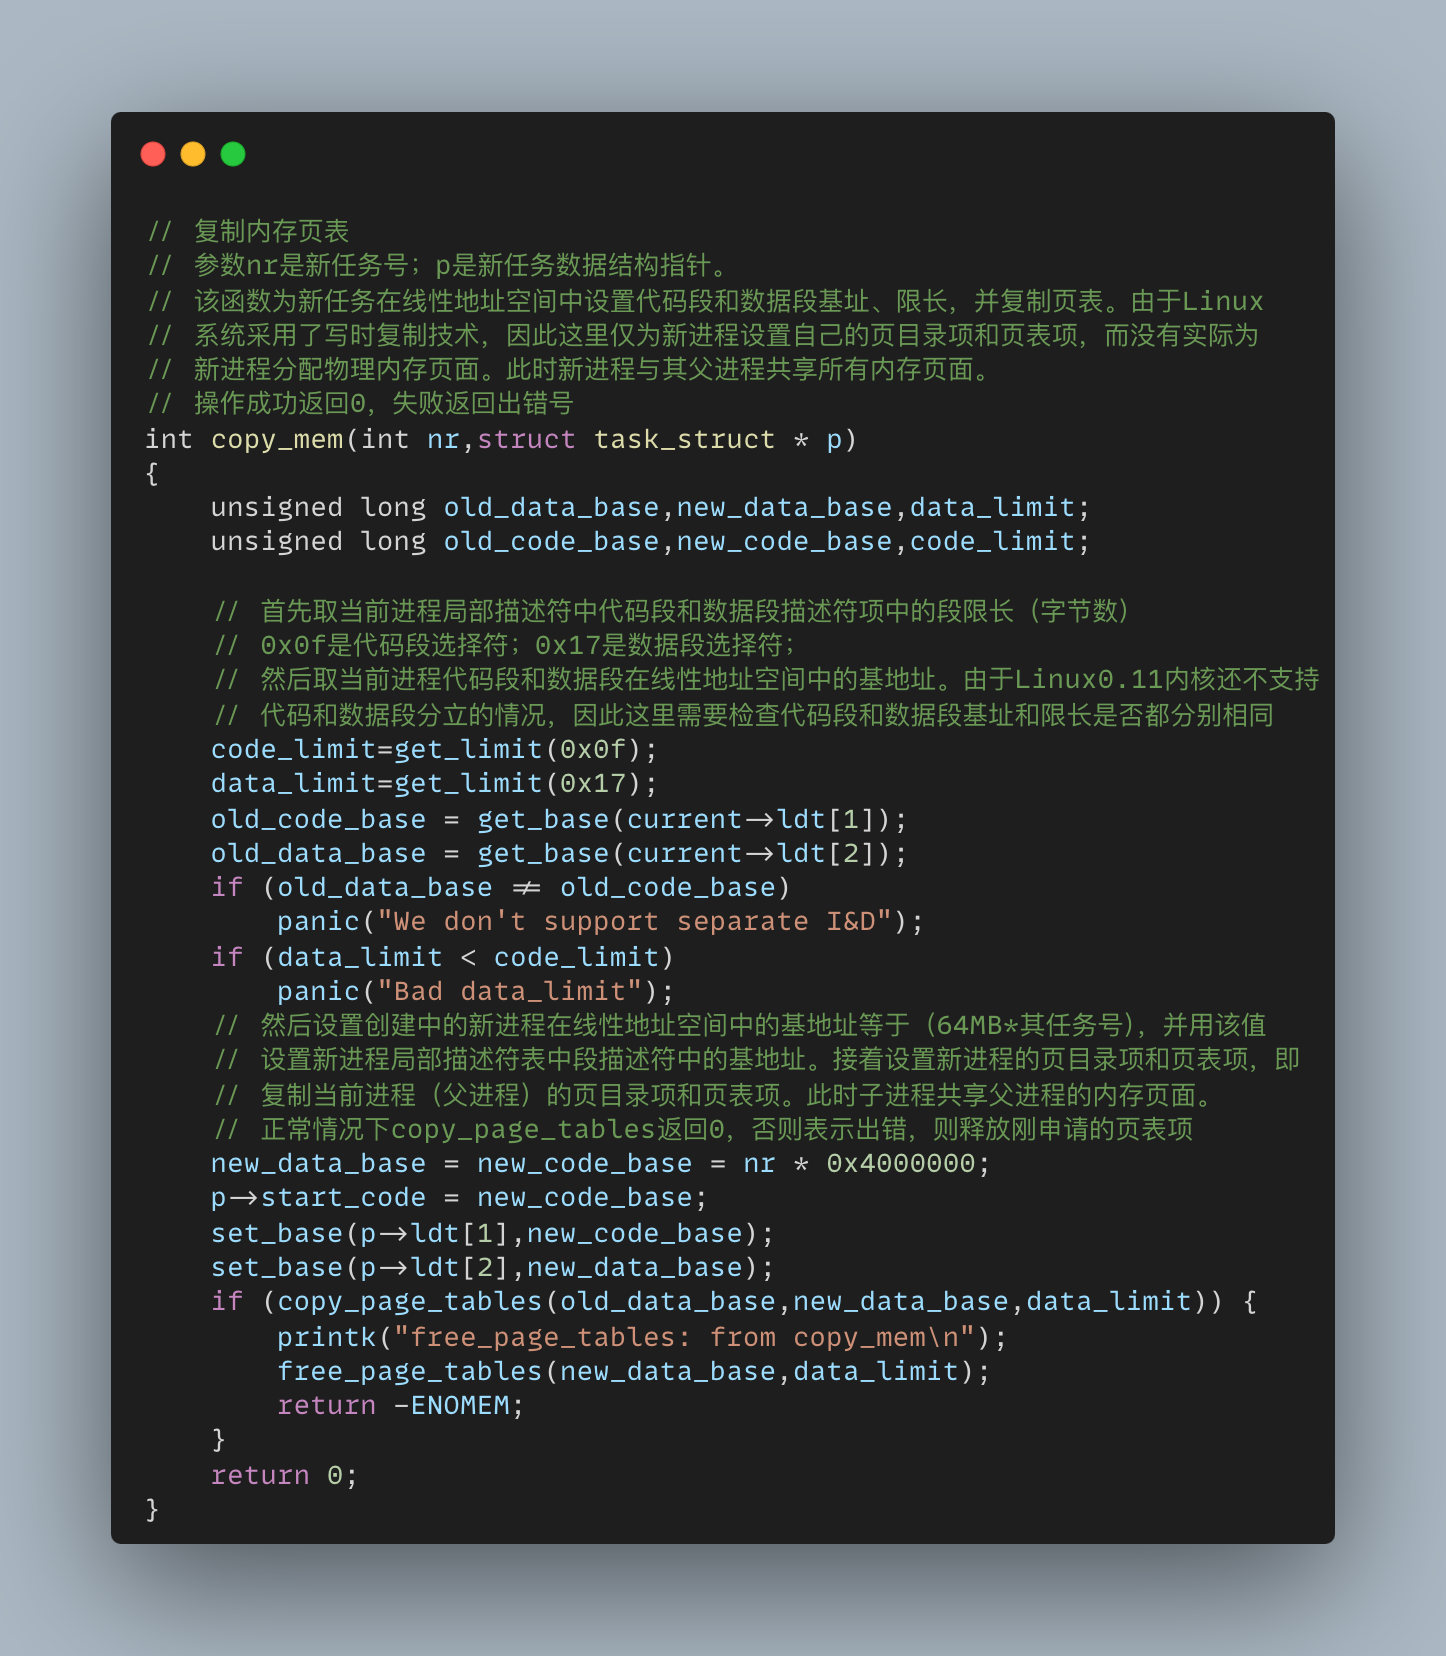 // 复制内存页表
// 参数nr是新任务号；p是新任务数据结构指针。
// 该函数为新任务在线性地址空间中设置代码段和数据段基址、限长，并复制页表。由于Linux
// 系统采用了写时复制技术，因此这里仅为新进程设置自己的页目录项和页表项，而没有实际为
// 新进程分配物理内存页面。此时新进程与其父进程共享所有内存页面。
// 操作成功返回0，失败返回出错号
int copy_mem(int nr,struct task_struct * p)
{
    unsigned long old_data_base,new_data_base,data_limit;
    unsigned long old_code_base,new_code_base,code_limit;

    // 首先取当前进程局部描述符中代码段和数据段描述符项中的段限长（字节数）
    // 0x0f是代码段选择符；0x17是数据段选择符；
    // 然后取当前进程代码段和数据段在线性地址空间中的基地址。由于Linux0.11内核还不支持
    // 代码和数据段分立的情况，因此这里需要检查代码段和数据段基址和限长是否都分别相同
    code_limit=get_limit(0x0f);
    data_limit=get_limit(0x17);
    old_code_base = get_base(current->ldt[1]);
    old_data_base = get_base(current->ldt[2]);
    if (old_data_base != old_code_base)
        panic("We don't support separate I&D");
    if (data_limit < code_limit)
        panic("Bad data_limit");
    // 然后设置创建中的新进程在线性地址空间中的基地址等于（64MB*其任务号），并用该值
    // 设置新进程局部描述符表中段描述符中的基地址。接着设置新进程的页目录项和页表项，即
    // 复制当前进程（父进程）的页目录项和页表项。此时子进程共享父进程的内存页面。
    // 正常情况下copy_page_tables返回0，否则表示出错，则释放刚申请的页表项
    new_data_base = new_code_base = nr * 0x4000000;
    p->start_code = new_code_base;
    set_base(p->ldt[1],new_code_base);
    set_base(p->ldt[2],new_data_base);
    if (copy_page_tables(old_data_base,new_data_base,data_limit)) {
        printk("free_page_tables: from copy_mem\n");
        free_page_tables(new_data_base,data_limit);
        return -ENOMEM;
    }
    return 0;
}